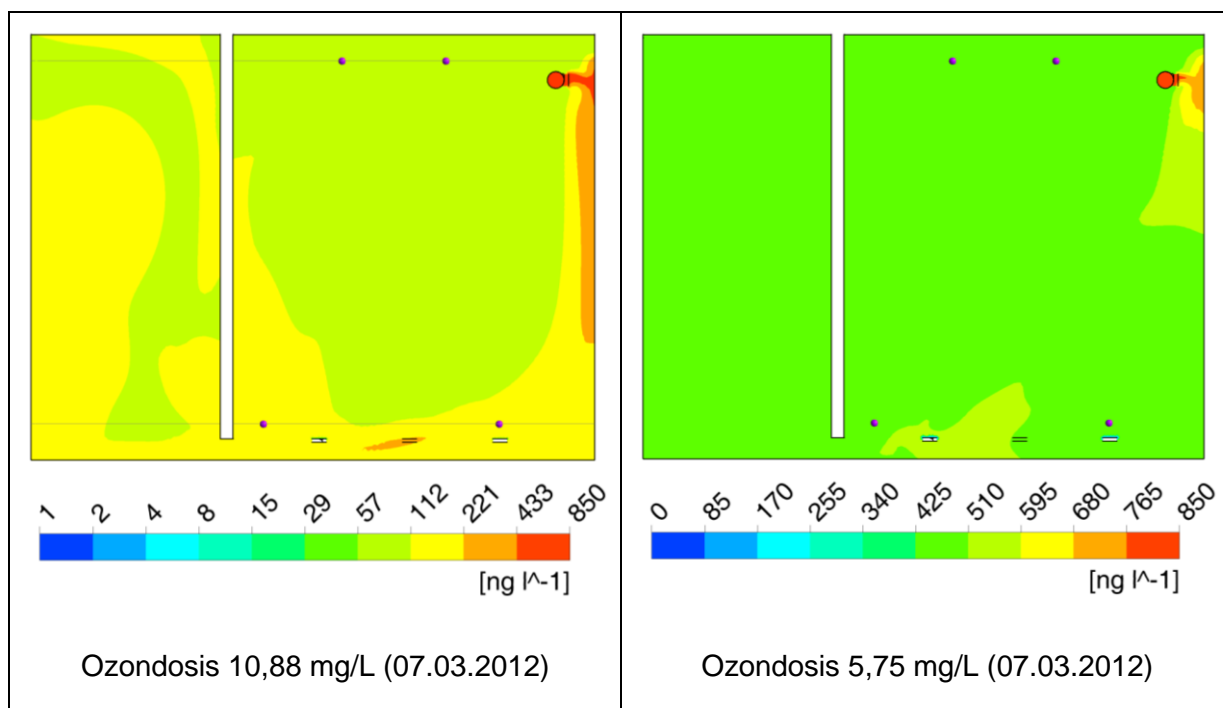 1 2 4 8 15 29 57 112 221 433 850
[ng l^-1]
Ozondosis 10,88 mg/L (07.03.2012)
0 85 170 255 340 425 510 595 680 765 850
[ng l^-1]
Ozondosis 5,75 mg/L (07.03.2012)